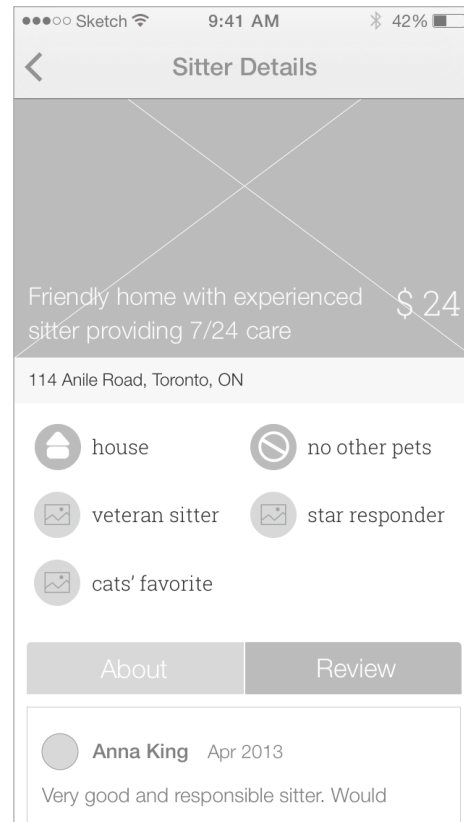 Sketch 9:41 AM 42%
Sitter Details
Friendly home with experienced
sitter providing 7/24 care
$ 24
114 Anile Road, Toronto, ON
house no other pets
veteran sitter star responder
cats’ favorite
About Review
Anna King Apr 2013
Very good and responsible sitter. Would